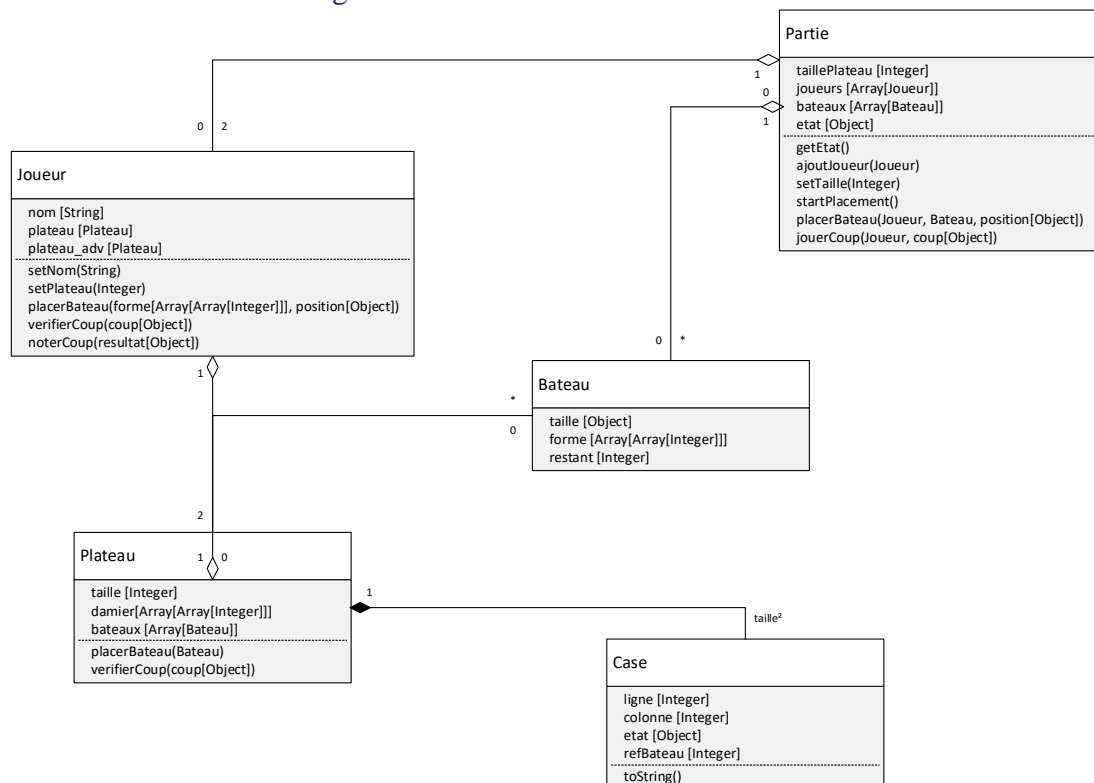 Partie
taillePlateau [Integer]
joueurs [Array[Joueur]]
bateaux [Array[Bateau]]
etat [Object]
getEtat()
ajoutJoueur(Joueur)
setTaille(Integer)
startPlacement()
placerBateau(Joueur, Bateau, position[Object])
jouerCoup(Joueur, coup[Object])
1
0
1
0 2
Joueur
nom [String]
plateau [Plateau]
plateau_adv [Plateau]
setNom(String)
setPlateau(Integer)
placerBateau(forme[Array[Array[Integer]]], position[Object])
verifierCoup(coup[Object])
noterCoup(resultat[Object])
0 *
1
Bateau
taille [Object]
forme [Array[Array[Integer]]]
restant [Integer]
*
0
2
Plateau
1 0
taille [Integer]
damier[Array[Array[Integer]]]
bateaux [Array[Bateau]]
placerBateau(Bateau)
verifierCoup(coup[Object])
1
taille²
Case
ligne [Integer]
colonne [Integer]
etat [Object]
refBateau [Integer]
toString()